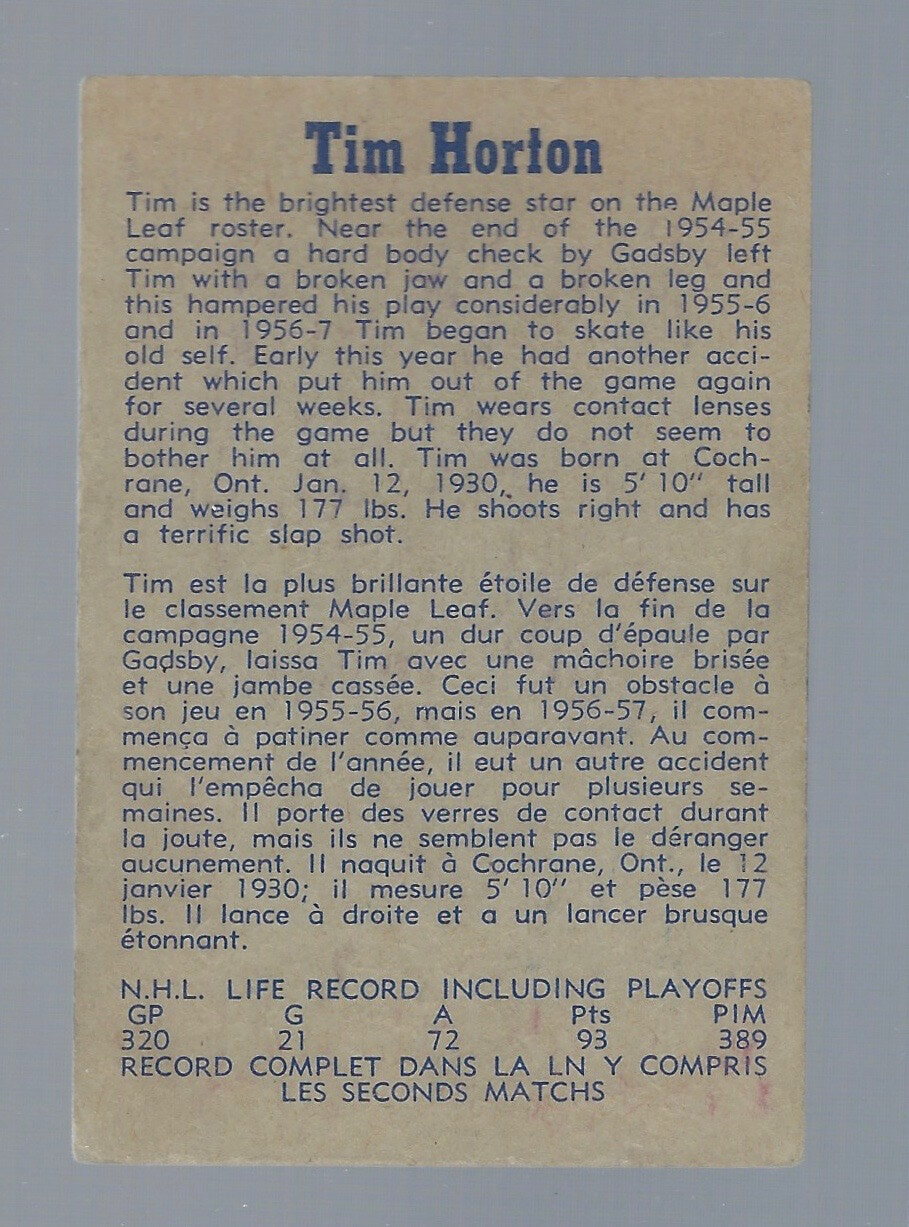 Tim Horton
Tim is the brightest defense star on the Maple
Leaf roster. Near the end of the 1954-55
campaign a hard body check by Gadsby left
Tim with a broken jaw and a broken leg and
this hampered his play considerably in 1955-6
and in 1956-7 Tim began to skate like his
old self. Early this year he had another acci-
dent which put him out of the game again
for several weeks. Tim wears contact lenses
during the game but they do not seem to
bother him at all. Tim was born at Coch-
rane, Ont. Jan. 12, 1930, he is 5' 10" tall
and weighs 177 lbs. He shoots right and has
a terrific slap shot.
Tim est la plus brillante étoile de défense sur
le classement Maple Leaf. Vers la fin de la
campagne 1954-55, un dur coup d'épaule par
Gadsby, laissa Tim avec une mâchoire brisée
et une jambe cassée. Ceci fut un obstacle à
son jeu en 1955-56, mais en 1956-57, il com-
mença à patiner comme auparavant. Au com-
mencement de l'année, il eut un autre accident
qui l'empêcha de jouer pour plusieurs se-
maines. Il porte des verres de contact durant
la joute, mais ils ne semblent pas le déranger
aucunement. Il naquit à Cochrane, Ont., le 12
janvier 1930; il mesure 5' 10" et pèse 177
lbs. Il lance à droite et a un lancer brusque
étonnant.
N.H.L. LIFE RECORD INCLUDING PLAYOFFS
GP G A Pts PIM
320 21 72 93 389
RECORD COMPLET DANS LA LN Y COMPRIS
LES SECONDS MATCHS